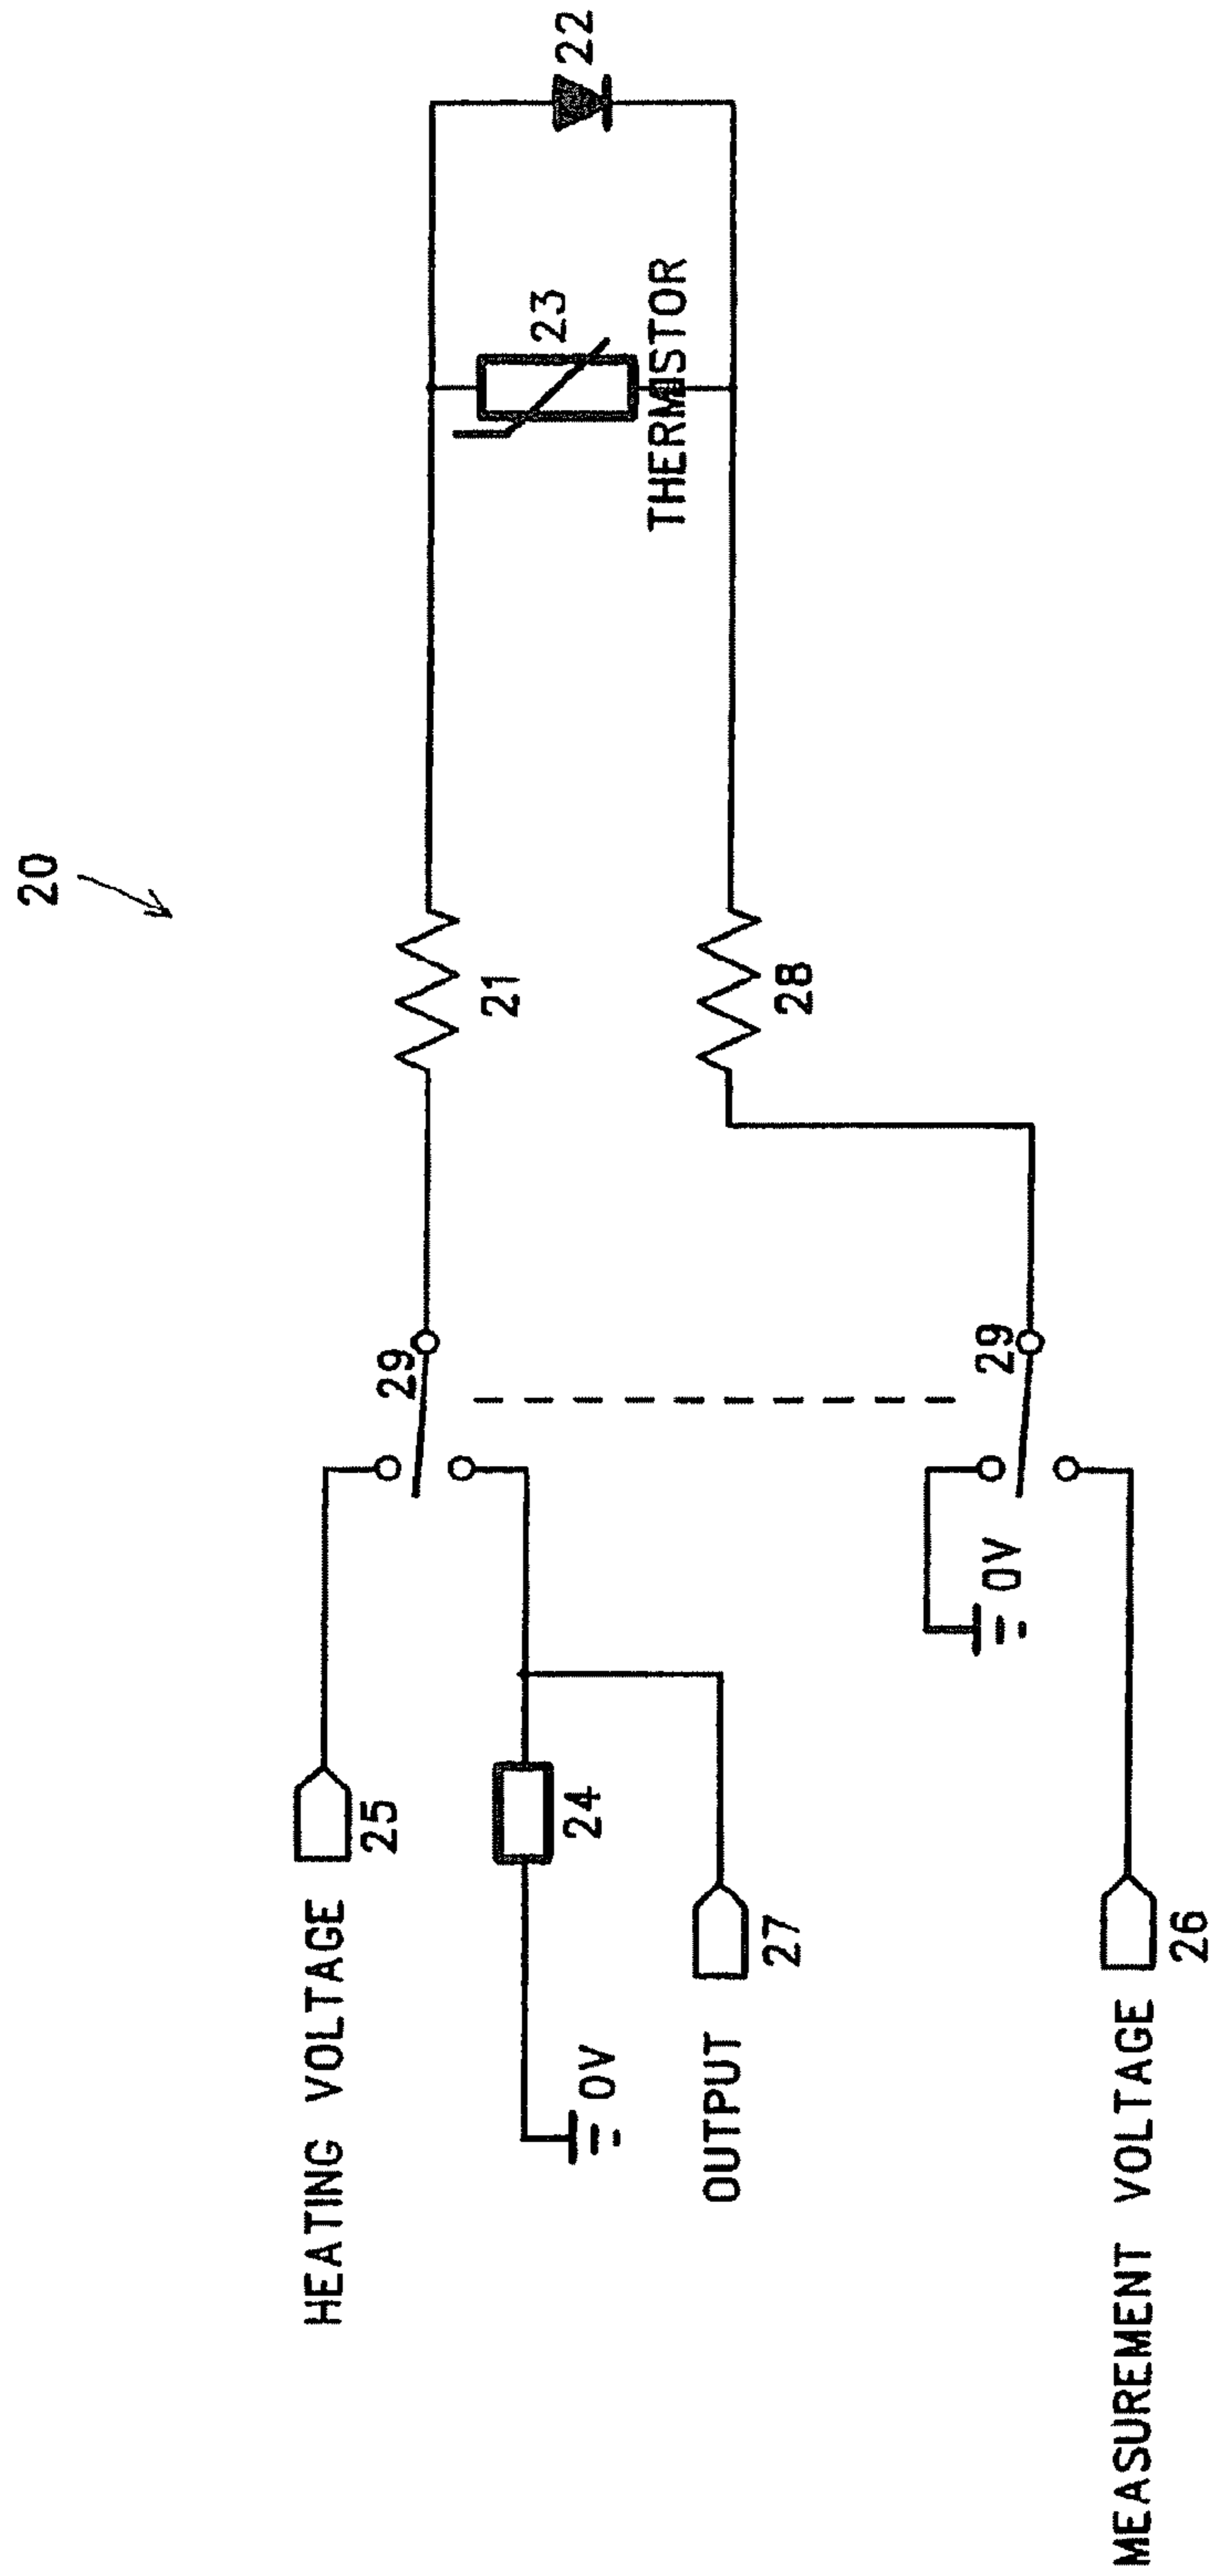 20
22
23
THERMISTOR
21
28
29
29
HEATING VOLTAGE
25
24
0V
0V
OUTPUT
27
MEASUREMENT VOLTAGE
26